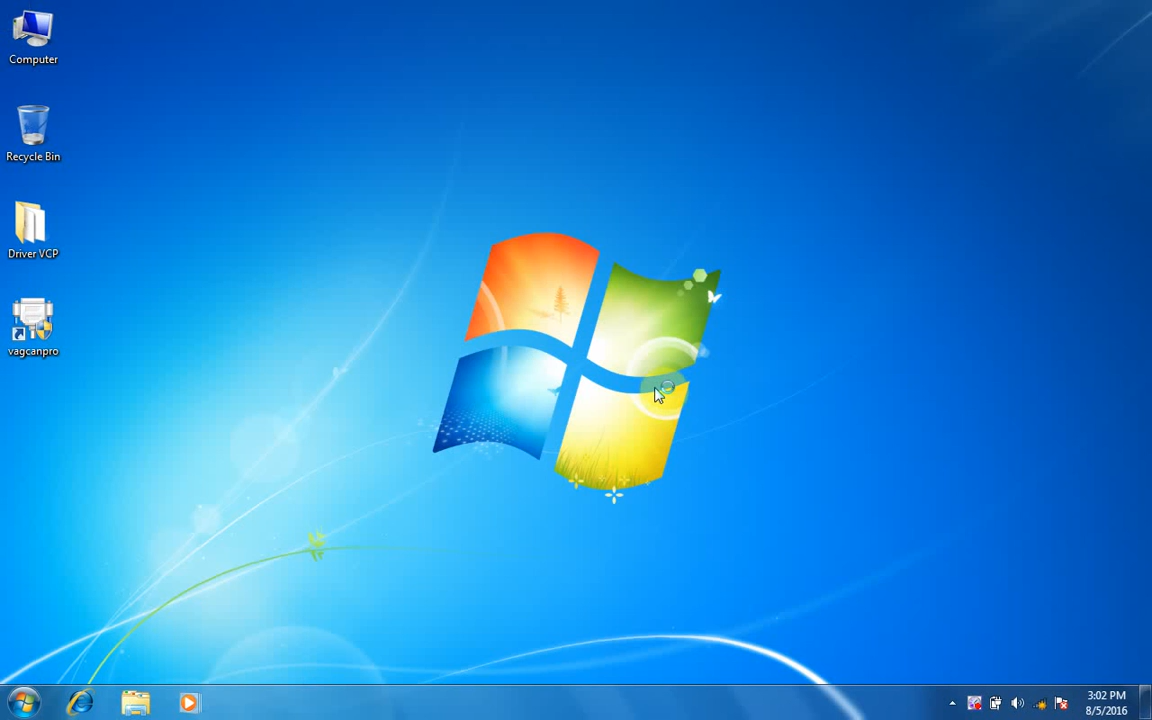 Computer
Recycle Bin
Driver VCP
vagcanpro
3:02 PM
8/5/2016